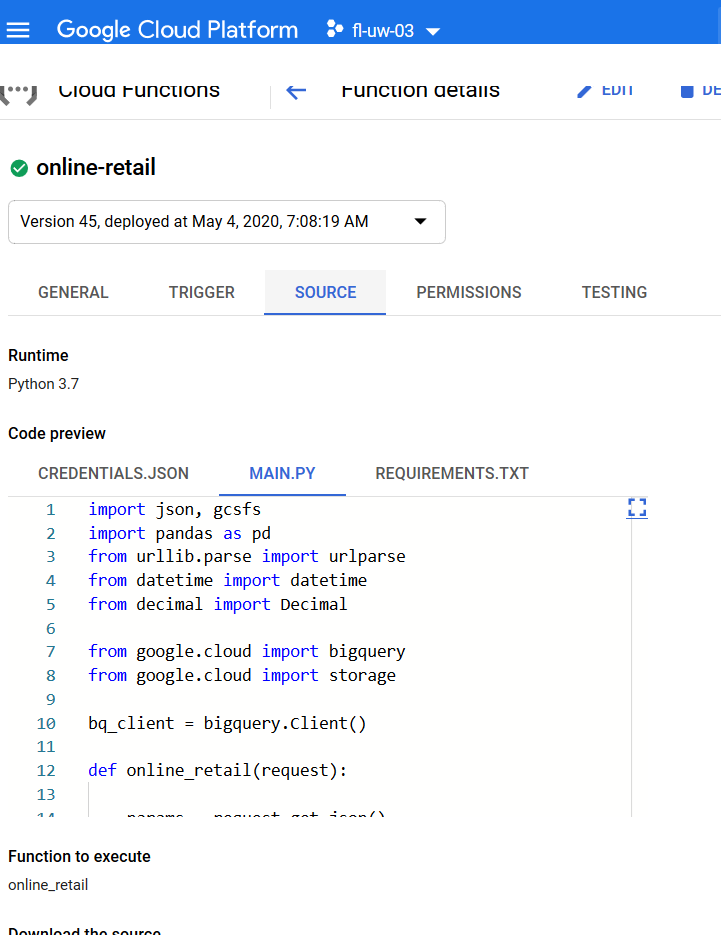 Google Cloud Platform fl-uw-03
Cloud Functions Function details EDIT DE
online-retail
Version 45, deployed at May 4, 2020, 7:08:19 AM
GENERAL TRIGGER SOURCE PERMISSIONS TESTING
Runtime
Python 3.7
Code preview
CREDENTIALS.JSON MAIN.PY REQUIREMENTS.TXT
1 import json, gcsfs
2 import pandas as pd
3 from urllib.parse import urlparse
4 from datetime import datetime
5 from decimal import Decimal
6
7 from google.cloud import bigquery
8 from google.cloud import storage
9
10 bq_client = bigquery.Client()
11
12 def online_retail(request):
13
14 params = request.get_json()
Function to execute
online_retail
Download the source